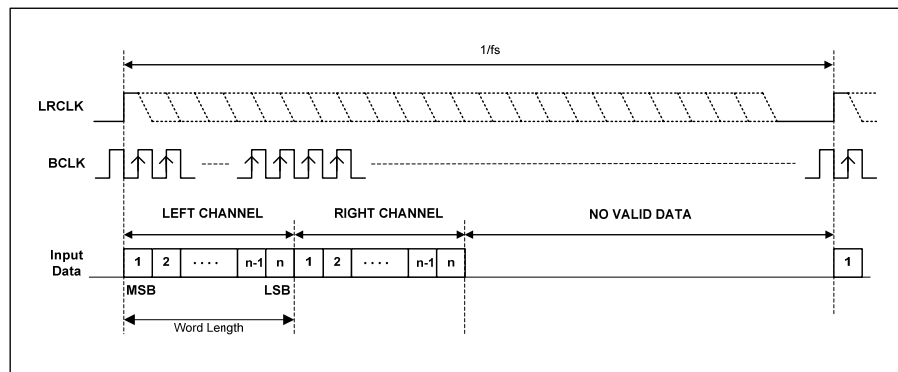 1/fs
LRCLK
BCLK
LEFT CHANNEL RIGHT CHANNEL NO VALID DATA
Input
Data
1 2 .... n-1 n 1 2 .... n-1 n 1
MSB LSB
Word Length